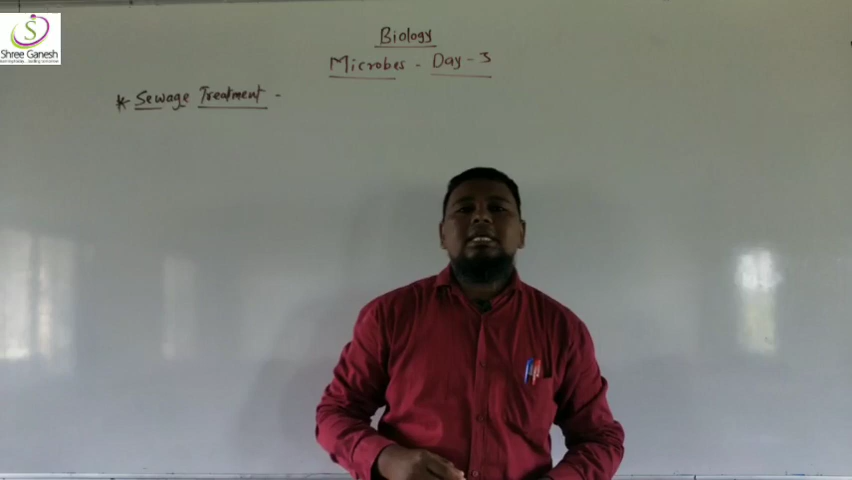 S
Shree Ganesh
Biology
Microbes - Day - 3
* Sewage Treatment -